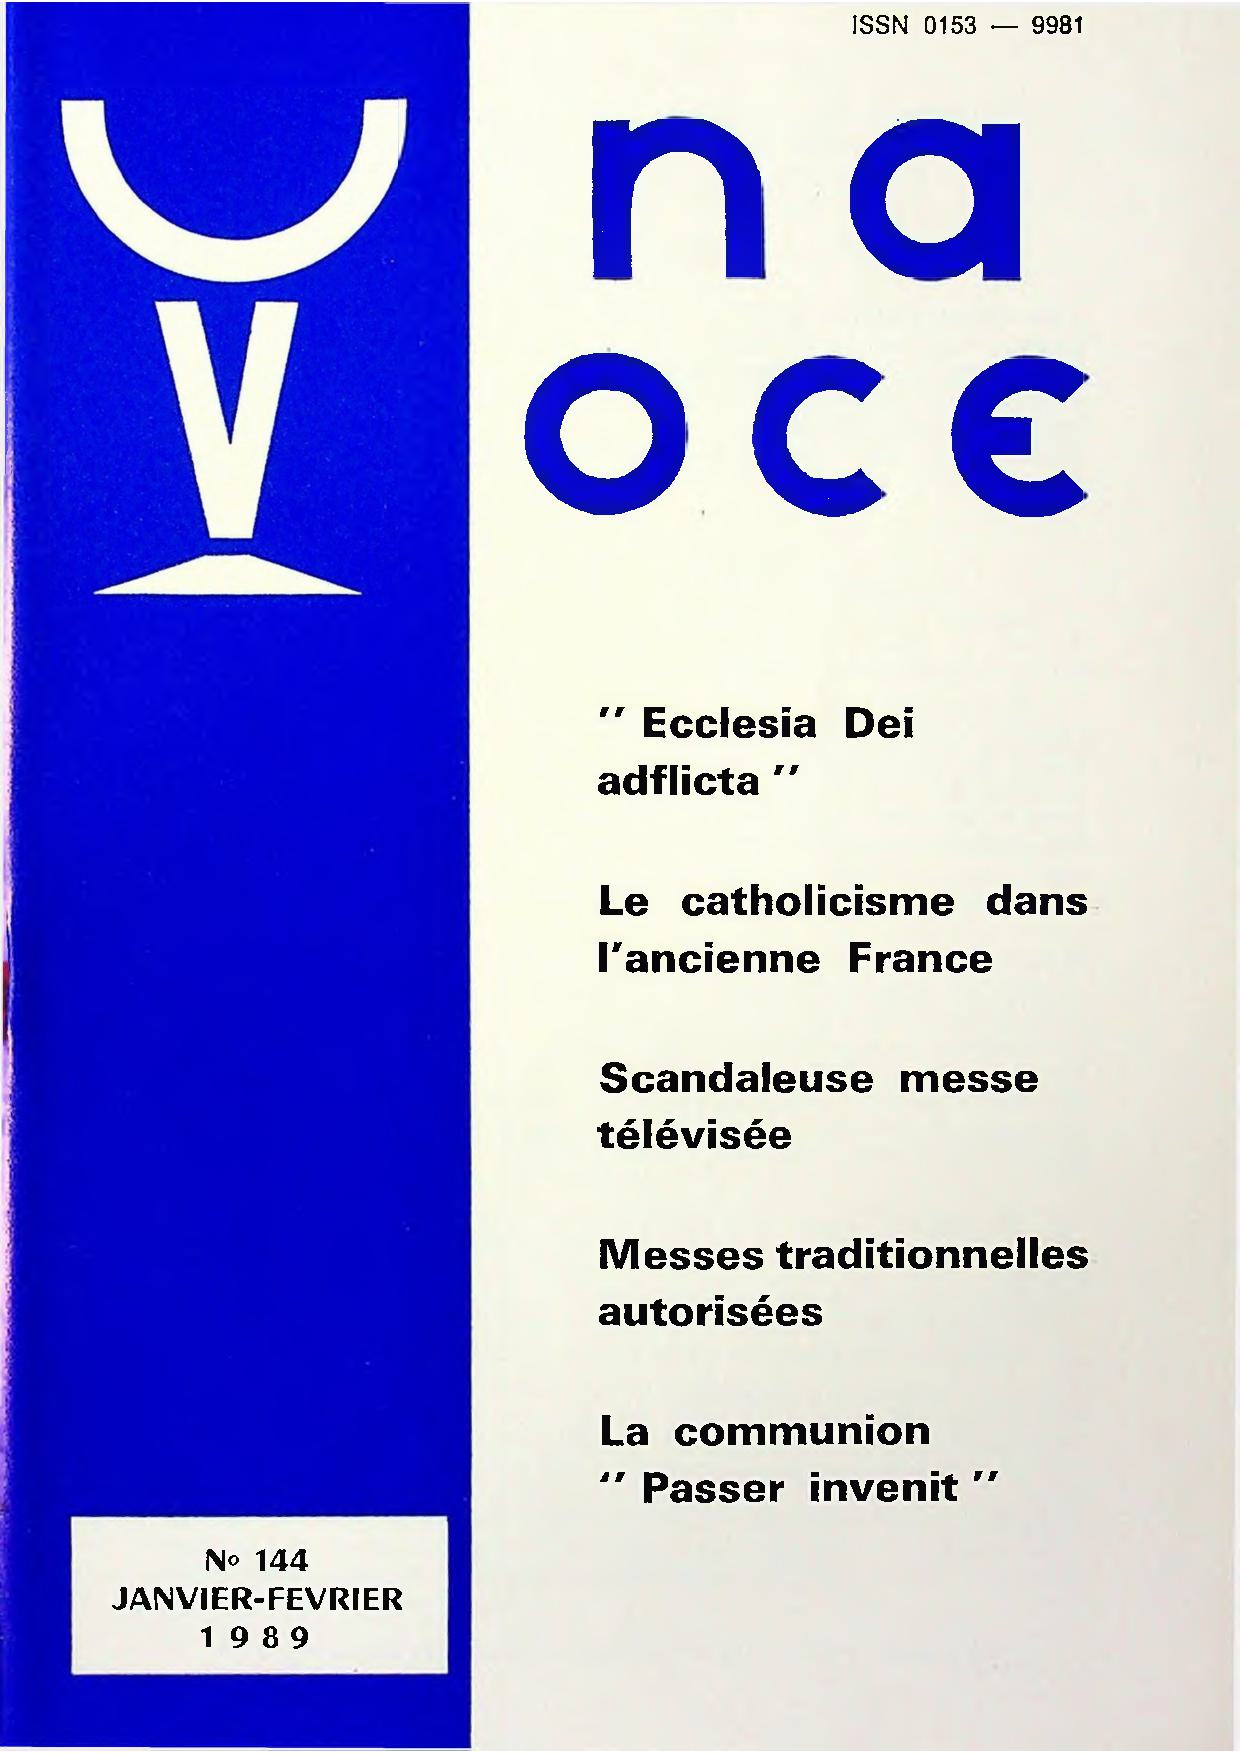 ISSN 0153 — 9981
U na
V oce
" Ecclesia Dei
adflicta "
Le catholicisme dans
l'ancienne France
Scandaleuse messe
télévisée
Messes traditionnelles
autorisées
La communion
" Passer invenit "
No 144
JANVIER-FEVRIER
1989